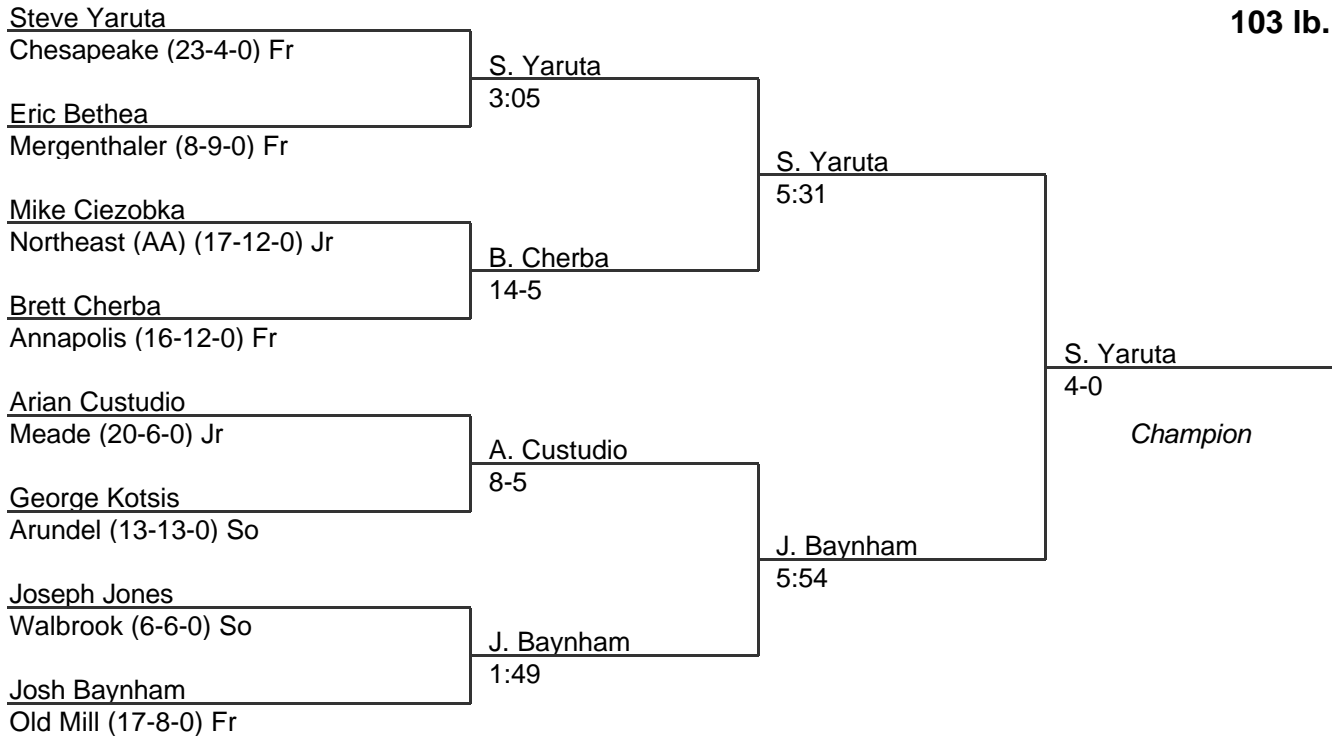 103 lb.
Steve Yaruta
Chesapeake (23-4-0) Fr
Eric Bethea
Mergenthaler (8-9-0) Fr
Mike Ciezobka
Northeast (AA) (17-12-0) Jr
Brett Cherba
Annapolis (16-12-0) Fr
Arian Custudio
Meade (20-6-0) Jr
George Kotsis
Arundel (13-13-0) So
Joseph Jones
Walbrook (6-6-0) So
Josh Baynham
Old Mill (17-8-0) Fr
S. Yaruta
3:05
B. Cherba
14-5
A. Custudio
8-5
J. Baynham
1:49
S. Yaruta
5:31
J. Baynham
5:54
S. Yaruta
4-0
Champion